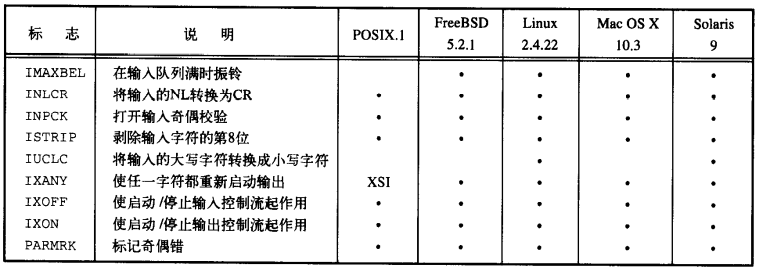 标 志 说 明 POSIX.1 FreeBSD 5.2.1 Linux 2.4.22 Mac OS X 10.3 Solaris 9
IMAXBEL 在输入队列满时振铃 • • • •
INLCR 将输入的NL转换为CR • • • • •
INPCK 打开输入奇偶校验 • • • • •
ISTRIP 剥除输入字符的第8位 • • • • •
IUCLC 将输入的大写字符转换成小写字符 • •
IXANY 使任一字符都重新启动输出 XSI • • • •
IXOFF 使启动/停止输入控制流起作用 • • • • •
IXON 使启动/停止输出控制流起作用 • • • • •
PARMRK 标记奇偶错 • • • • •